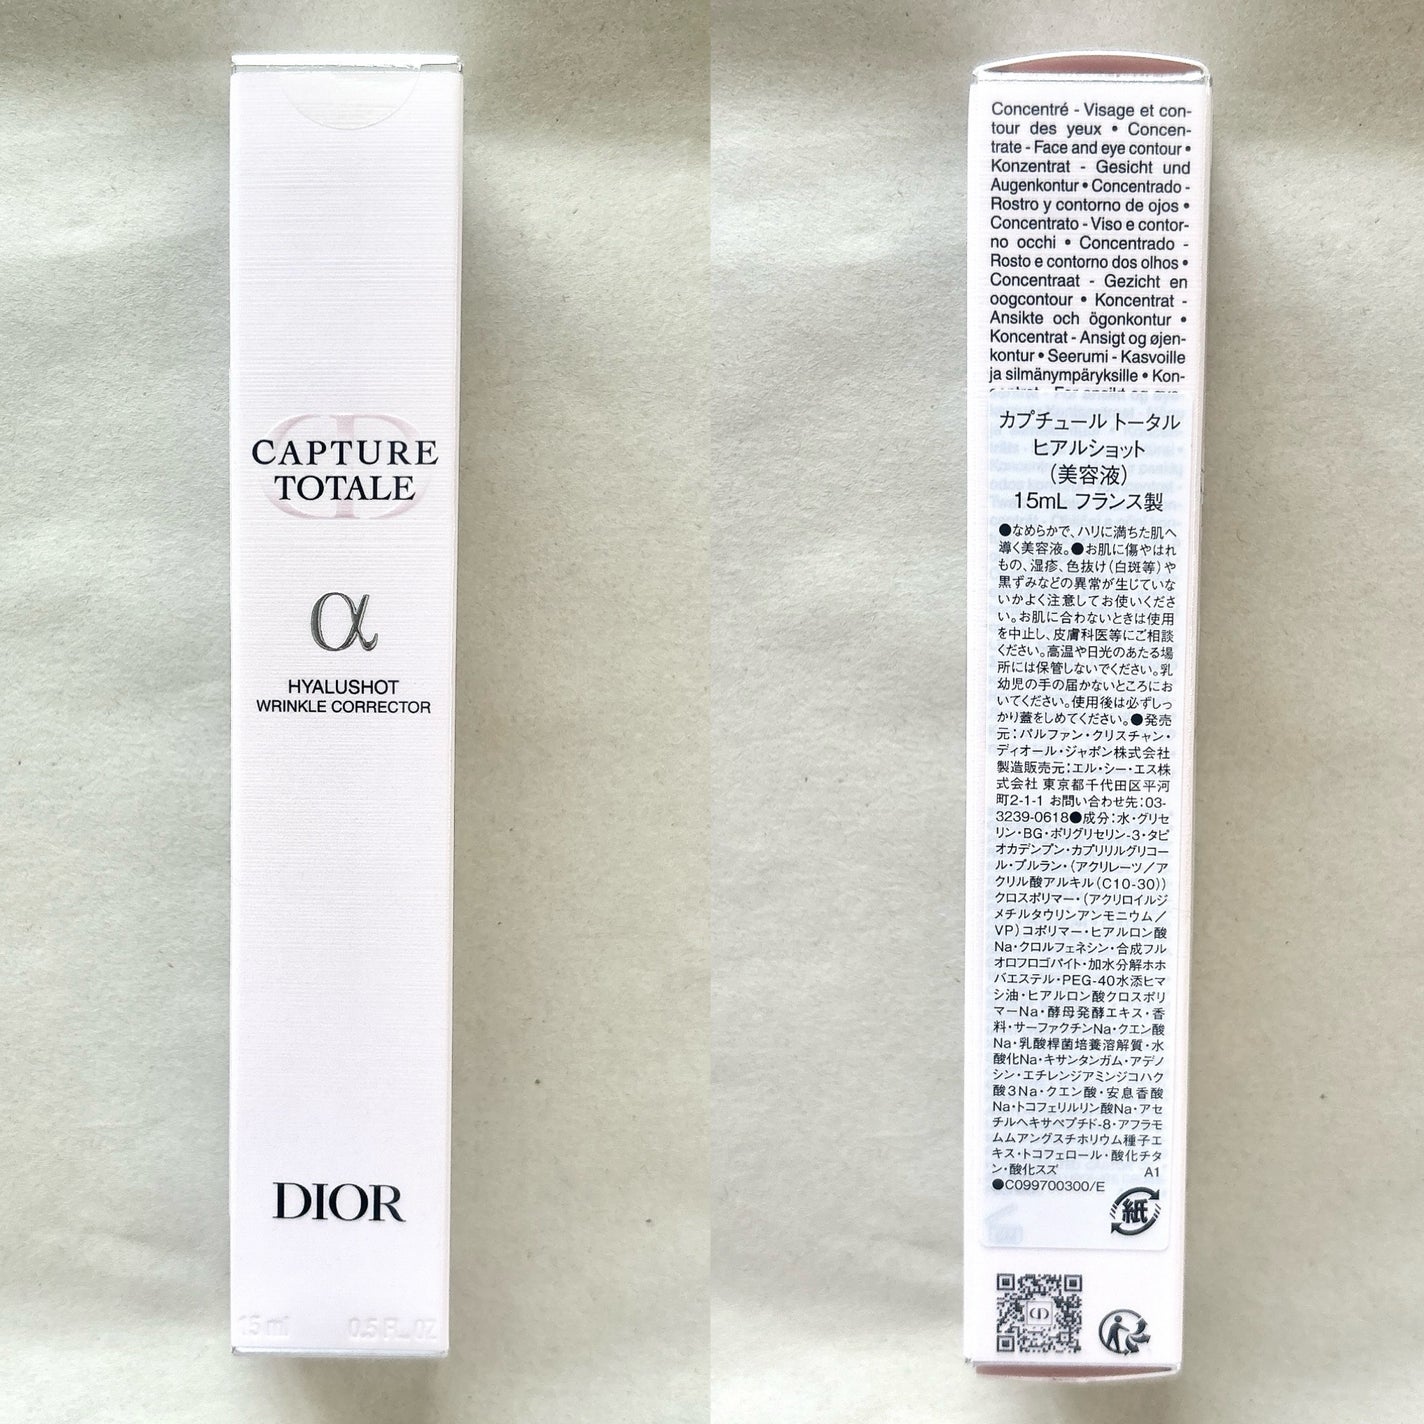 CAPTURE
TOTALE
α
HYALUSHOT
WRINKLE CORRECTOR
DIOR
15 ml 0.5 FL. OZ
Concentré - Visage et con-
tour des yeux • Concen-
trate - Face and eye contour •
Konzentrat - Gesicht und
Augenkontur • Concentrado -
Rostro y contorno de ojos •
Concentrato - Viso e contor-
no occhi • Concentrado -
Rosto e contorno dos olhos •
Concentraat - Gezicht en
oogcontour • Koncentrat -
Ansikte och ögonkontur •
Koncentrat - Ansigt og øjen-
kontur • Seerumi - Kasvoille
ja silmänympäryksille • Kon-
カプチュール トータル
ヒアルショット
(美容液)
15mL フランス製
●なめらかで、ハリに満ちた肌へ
導く美容液。●お肌に傷やはれ
もの、湿疹、色抜け(白斑等)や
黒ずみなどの異常が生じていな
いかよく注意してお使いくださ
い。お肌に合わないときは使用
を中止し、皮膚科医等にご相談
ください。高温や日光のあたる場
所には保管しないでください。乳
幼児の手の届かないところにお
いてください。使用後は必ずしっ
かり蓋をしめてください。●発売
元：パルファン・クリスチャン・
ディオール・ジャポン株式会社
製造販売元：エル・シー・エス株
式会社 東京都千代田区平河
町2-1-1 お問い合わせ先：03-
3239-0618●成分：水・グリセ
リン・BG・ポリグリセリン-3・タピ
オカデンプン・カプリリルグリコー
ル・プルラン・(アクリレーツ／ア
クリル酸アルキル(C10-30))
クロスポリマー・(アクリロイルジ
メチルタウリンアンモニウム／
VP)コポリマー・ヒアルロン酸
Na・クロルフェネシン・合成フル
オロフロゴパイト・加水分解ホホ
バエステル・PEG-40水添ヒマ
シ油・ヒアルロン酸クロスポリ
マーNa・酵母発酵エキス・香
料・サーファクチンNa・クエン酸
Na・乳酸桿菌培養溶解質・水
酸化Na・キサンタンガム・アデノ
シン・エチレンジアミンジコハク
酸3Na・クエン酸・安息香酸
Na・トコフェリルリン酸Na・アセ
チルヘキサペプチド-8・アフラモ
ムムアングスチホリウム種子エ
キス・トコフェロール・酸化チタ
ン・酸化スズ A1
●C099700300/E
紙